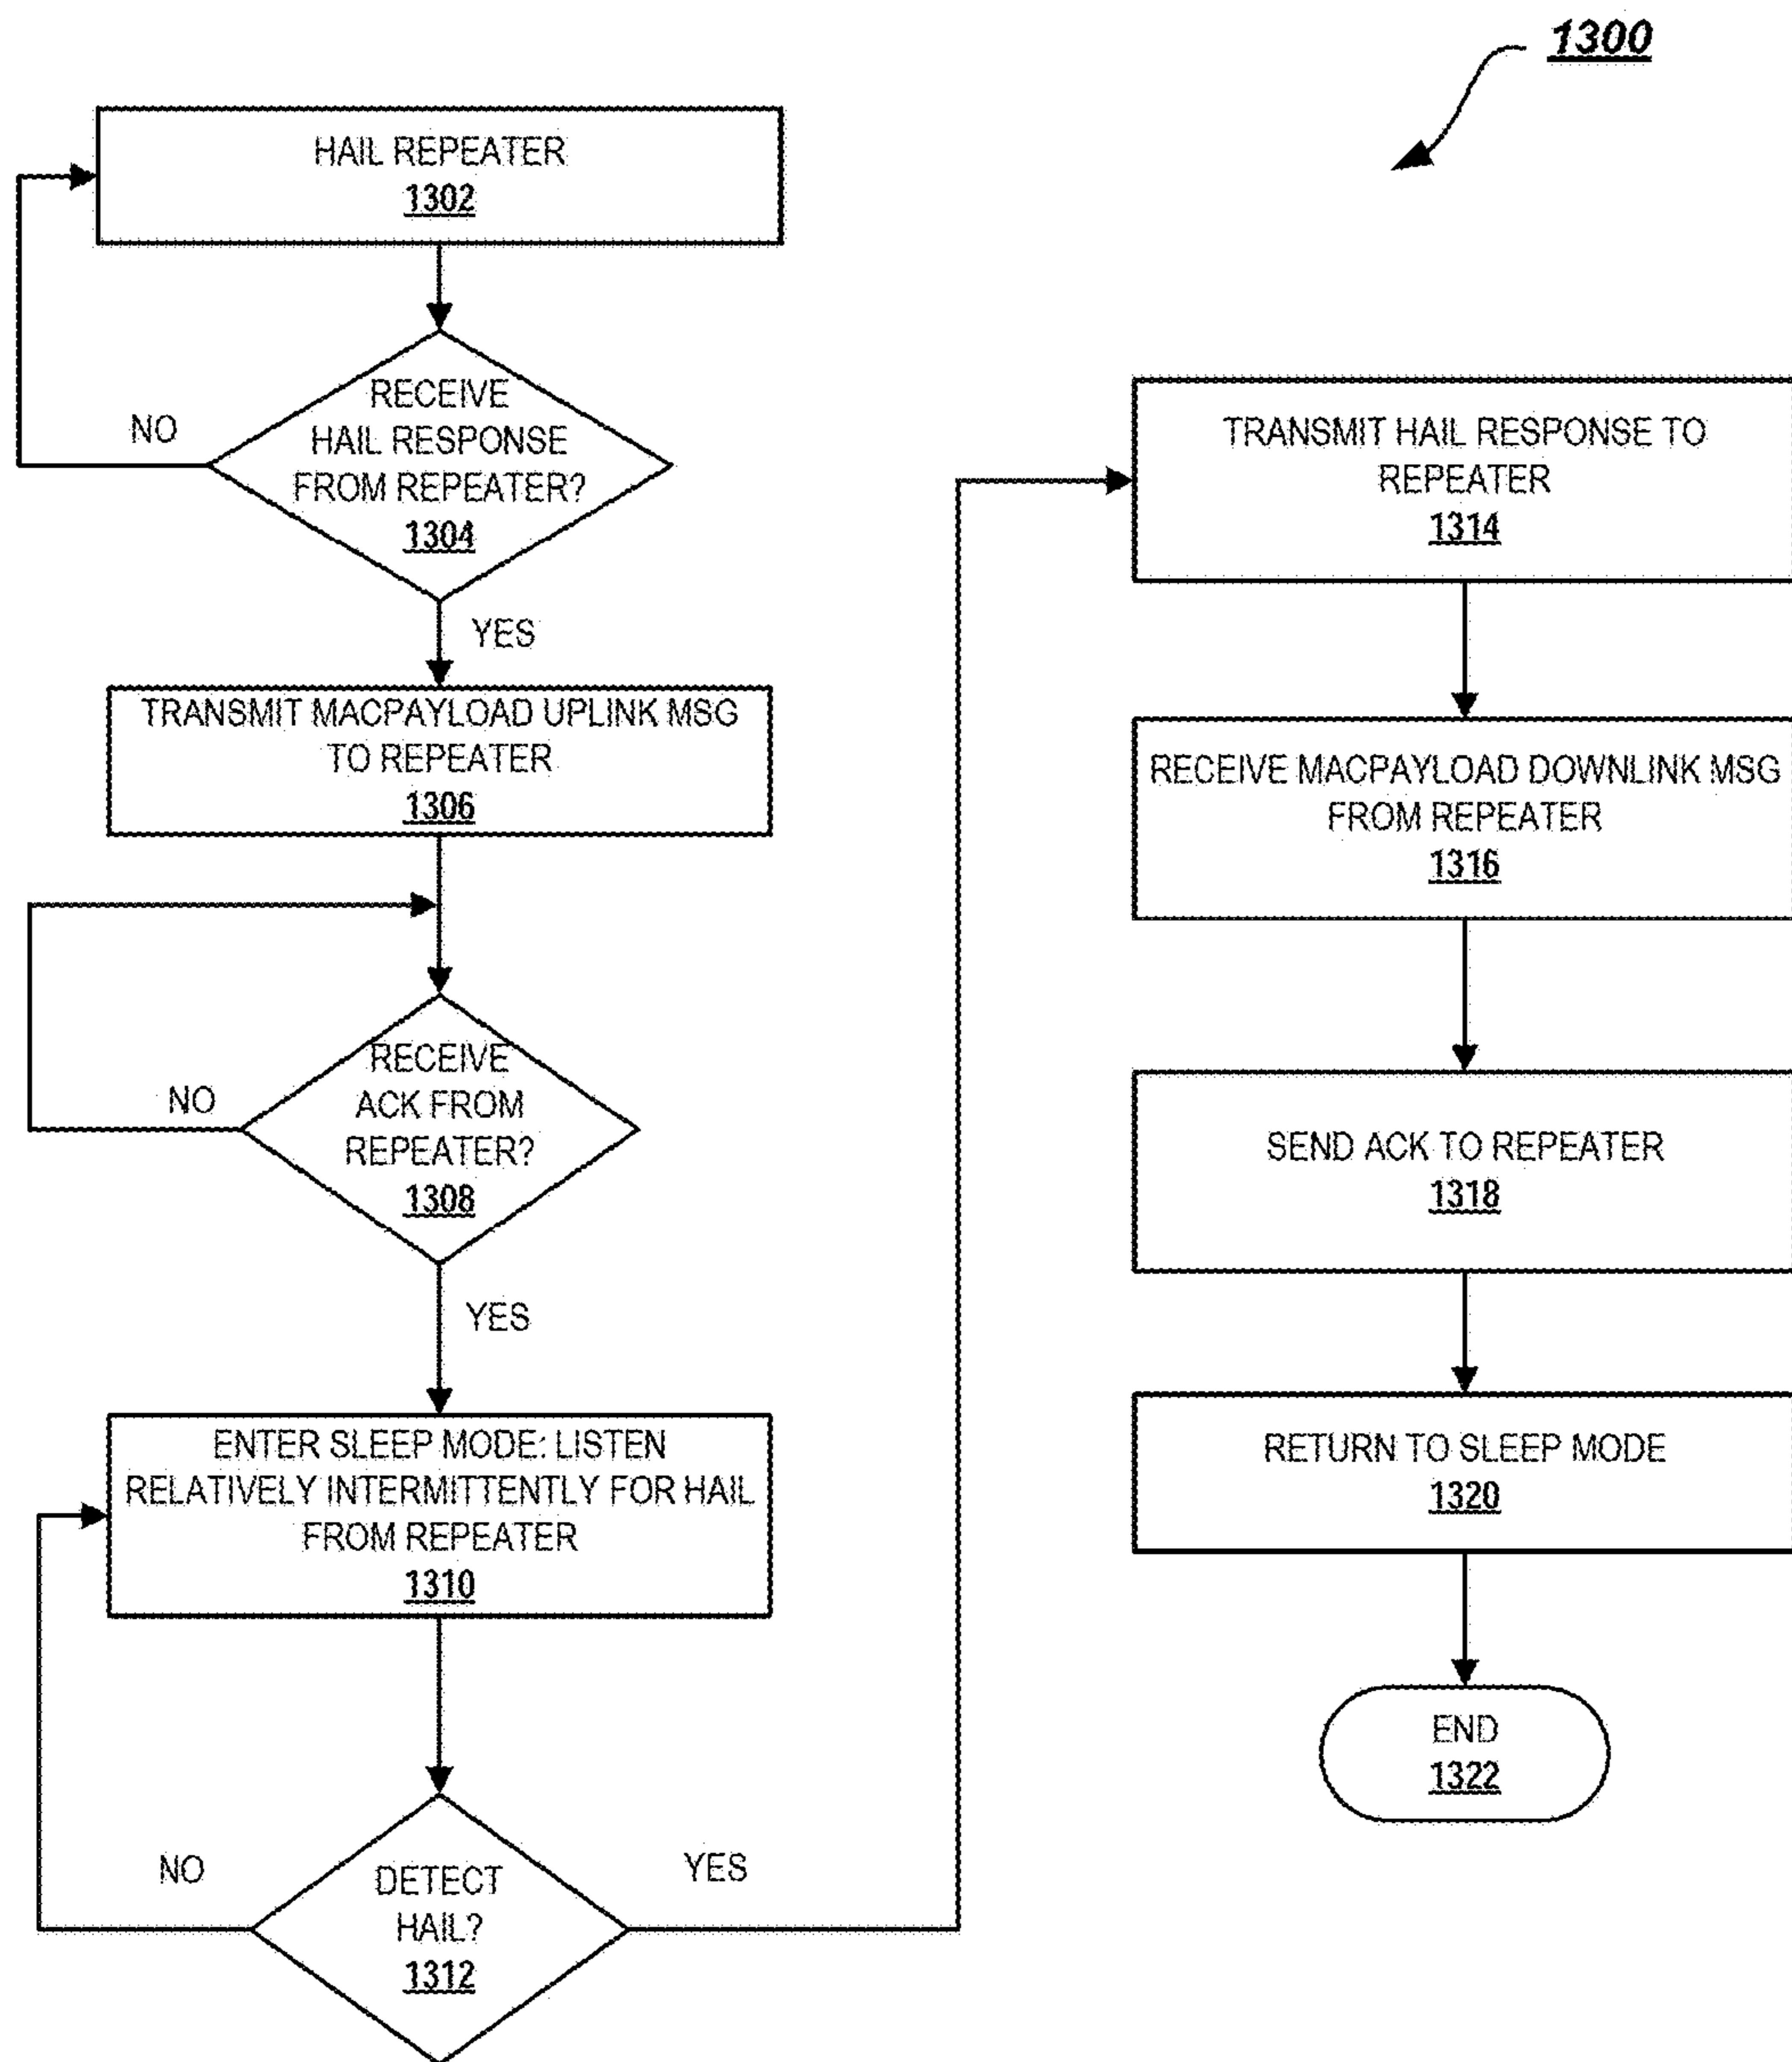 1300
HAIL REPEATER
1302
RECEIVE
HAIL RESPONSE
FROM REPEATER?
1304
NO
YES
TRANSMIT MACPAYLOAD UPLINK MSG
TO REPEATER
1306
RECEIVE
ACK FROM
REPEATER?
1308
NO
YES
ENTER SLEEP MODE: LISTEN
RELATIVELY INTERMITTENTLY FOR HAIL
FROM REPEATER
1310
DETECT
HAIL?
1312
NO
YES
TRANSMIT HAIL RESPONSE TO
REPEATER
1314
RECEIVE MACPAYLOAD DOWNLINK MSG
FROM REPEATER
1316
SEND ACK TO REPEATER
1318
RETURN TO SLEEP MODE
1320
END
1322